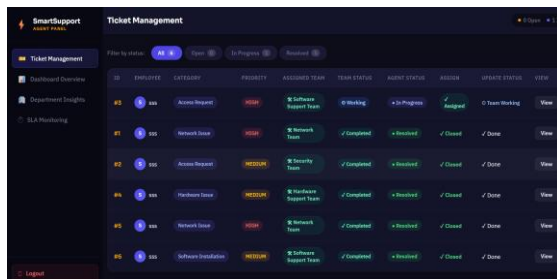 SmartSupport
AGENT PANEL
Ticket Management
Dashboard Overview
Department Insights
SLA Monitoring
Logout
Ticket Management
0 Open
Filter by status: All Open In Progress Resolved
ID EMPLOYEE CATEGORY PRIORITY ASSIGNED TEAM TEAM STATUS AGENT STATUS ASSIGN UPDATE STATUS VIEW
#3 S sss Access Request HIGH Software Support Team Working In Progress ✓ Assigned Team Working View
#1 S sss Network Issue HIGH Network Team ✓ Completed Resolved ✓ Closed ✓ Done View
#2 S sss Access Request MEDIUM Security Team ✓ Completed Resolved ✓ Closed ✓ Done View
#4 S sss Hardware Issue MEDIUM Hardware Support Team ✓ Completed Resolved ✓ Closed ✓ Done View
#5 S sss Network Issue HIGH Network Team ✓ Completed Resolved ✓ Closed ✓ Done View
#6 S sss Software Installation MEDIUM Software Support Team ✓ Completed Resolved ✓ Closed ✓ Done View